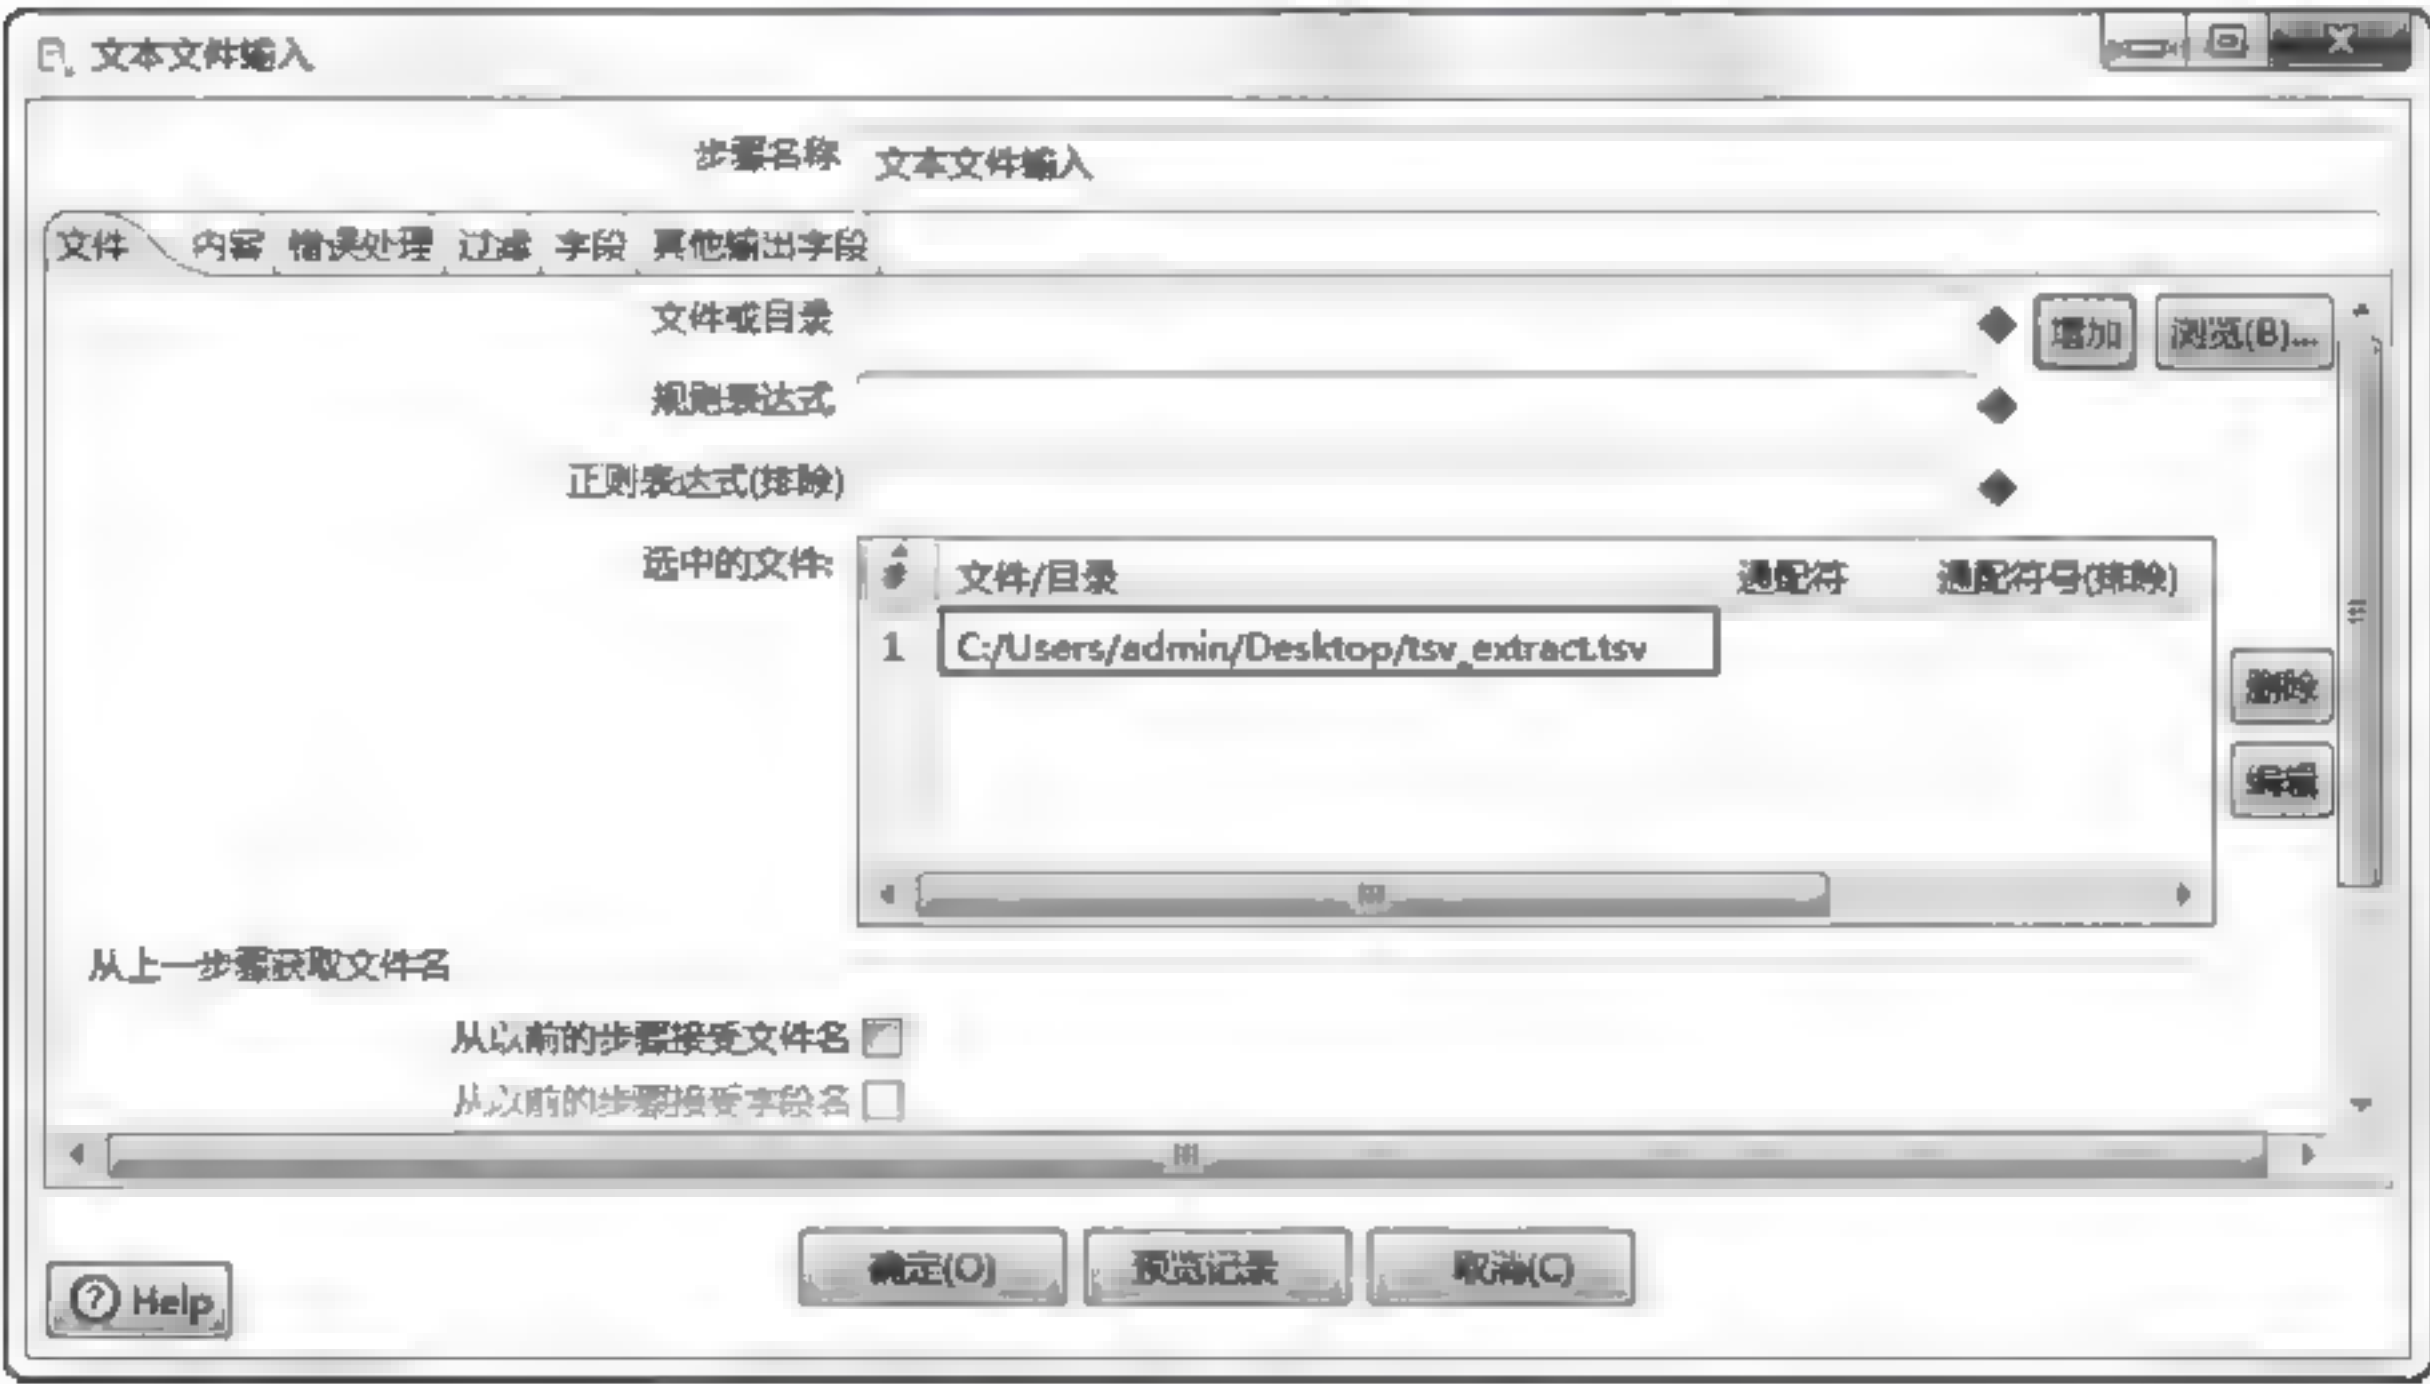 文本文件输入
步骤名称 文本文件输入
文件 内容 错误处理 过滤 字段 其他输出字段
文件或目录 增加 浏览(B)...
规则表达式
正则表达式(排除)
选中的文件:
# 文件/目录 通配符 通配符号(排除)
1 C:/Users/admin/Desktop/tsv_extract.tsv
删除
编辑
从上一步骤获取文件名
从以前的步骤接受文件名
从以前的步骤接受字段名
确定(O) 预览记录 取消(C)
Help